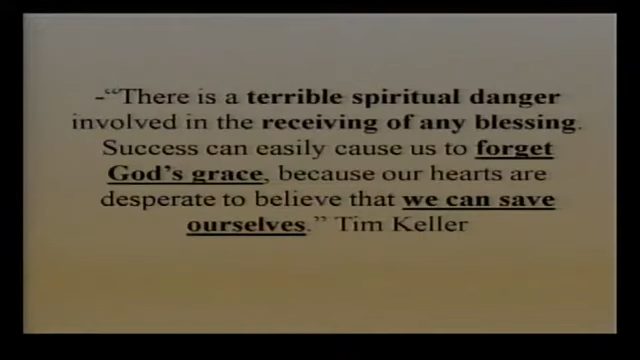 -“There is a terrible spiritual danger
involved in the receiving of any blessing.
Success can easily cause us to forget
God’s grace, because our hearts are
desperate to believe that we can save
ourselves.” Tim Keller